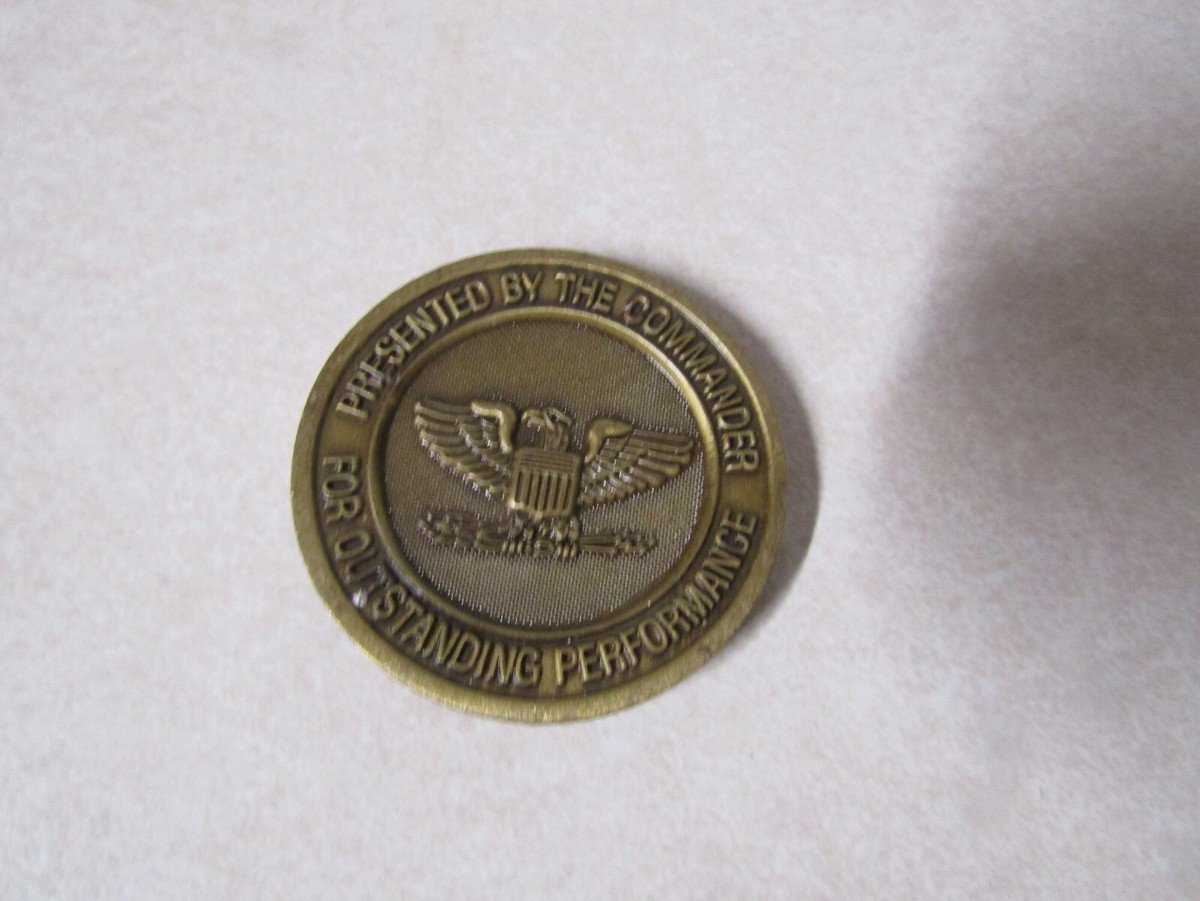 PRESENTED BY THE COMMANDER
FOR OUTSTANDING PERFORMANCE